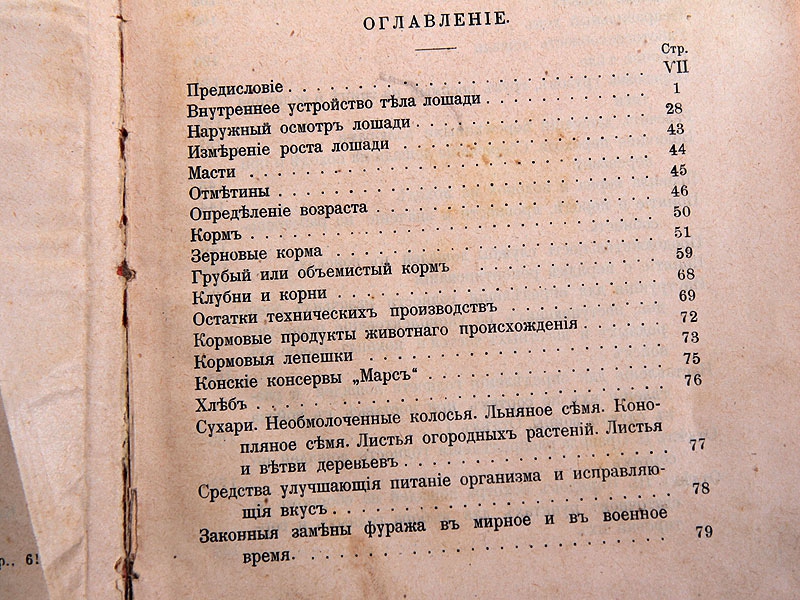 ОГЛАВЛЕНІЕ.
Стр.
Предисловіе . . . . . . . . . . . . . . . . . . VII
Внутреннее устройство тѣла лошади . . . . . . . . 1
Наружный осмотръ лошади . . . . . . . . . . . . 28
Измѣреніе роста лошади . . . . . . . . . . . . 43
Масти . . . . . . . . . . . . . . . . . . . . 44
Отмѣтины . . . . . . . . . . . . . . . . . . . 45
Опредѣленіе возраста . . . . . . . . . . . . . . 46
Кормъ . . . . . . . . . . . . . . . . . . . . 50
Зерновые корма . . . . . . . . . . . . . . . . 51
Грубый или объемистый кормъ . . . . . . . . . . 59
Клубни и корни . . . . . . . . . . . . . . . . 68
Остатки техническихъ производствъ . . . . . . . . 69
Кормовые продукты животнаго происхожденія . . . . . 72
Кормовыя лепешки . . . . . . . . . . . . . . . 73
Конскіе консервы „Марсъ“ . . . . . . . . . . . . 75
Хлѣбъ . . . . . . . . . . . . . . . . . . . . 76
Сухари. Необмолоченные колосья. Льняное сѣмя. Коно-
пляное сѣмя. Листья огородныхъ растеній. Листья
и вѣтви деревьевъ . . . . . . . . . . . . . . . 77
Средства улучшающія питаніе организма и исправляю-
щія вкусъ . . . . . . . . . . . . . . . . . . 78
Законныя замѣны фуража въ мирное и въ военное
время. . . . . . . . . . . . . . . . . . . . . 79
р., 6!